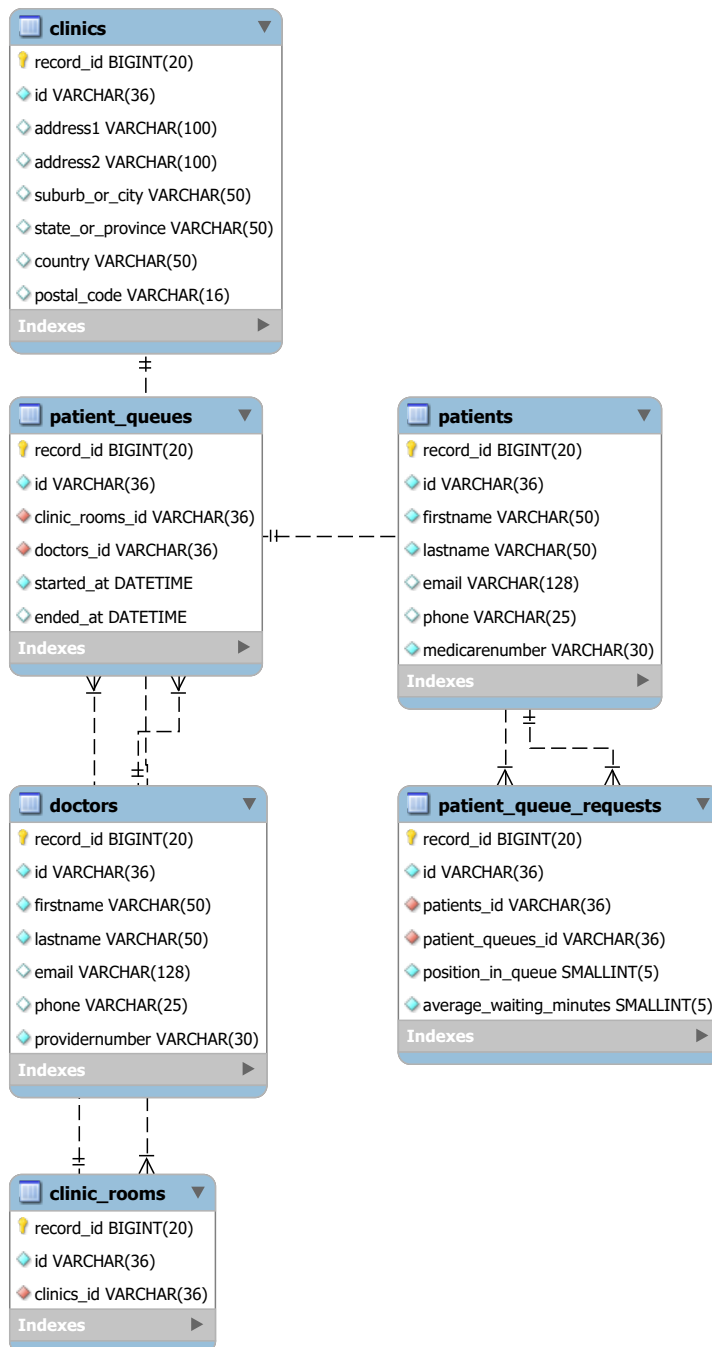 clinics
record_id BIGINT(20)
id VARCHAR(36)
address1 VARCHAR(100)
address2 VARCHAR(100)
suburb_or_city VARCHAR(50)
state_or_province VARCHAR(50)
country VARCHAR(50)
postal_code VARCHAR(16)
Indexes
patient_queues
record_id BIGINT(20)
id VARCHAR(36)
clinic_rooms_id VARCHAR(36)
doctors_id VARCHAR(36)
started_at DATETIME
ended_at DATETIME
Indexes
patients
record_id BIGINT(20)
id VARCHAR(36)
firstname VARCHAR(50)
lastname VARCHAR(50)
email VARCHAR(128)
phone VARCHAR(25)
medicarenumber VARCHAR(30)
Indexes
doctors
record_id BIGINT(20)
id VARCHAR(36)
firstname VARCHAR(50)
lastname VARCHAR(50)
email VARCHAR(128)
phone VARCHAR(25)
providernumber VARCHAR(30)
Indexes
patient_queue_requests
record_id BIGINT(20)
id VARCHAR(36)
patients_id VARCHAR(36)
patient_queues_id VARCHAR(36)
position_in_queue SMALLINT(5)
average_waiting_minutes SMALLINT(5)
Indexes
clinic_rooms
record_id BIGINT(20)
id VARCHAR(36)
clinics_id VARCHAR(36)
Indexes